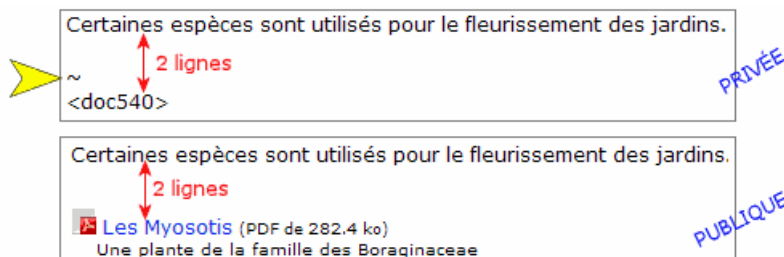 Certaines espèces sont utilisés pour le fleurissement des jardins.
2 lignes
~
<doc540>
PRIVÉE
Certaines espèces sont utilisés pour le fleurissement des jardins.
2 lignes
Les Myosotis (PDF de 282.4 ko)
Une plante de la famille des Boraginaceae
PUBLIQUE